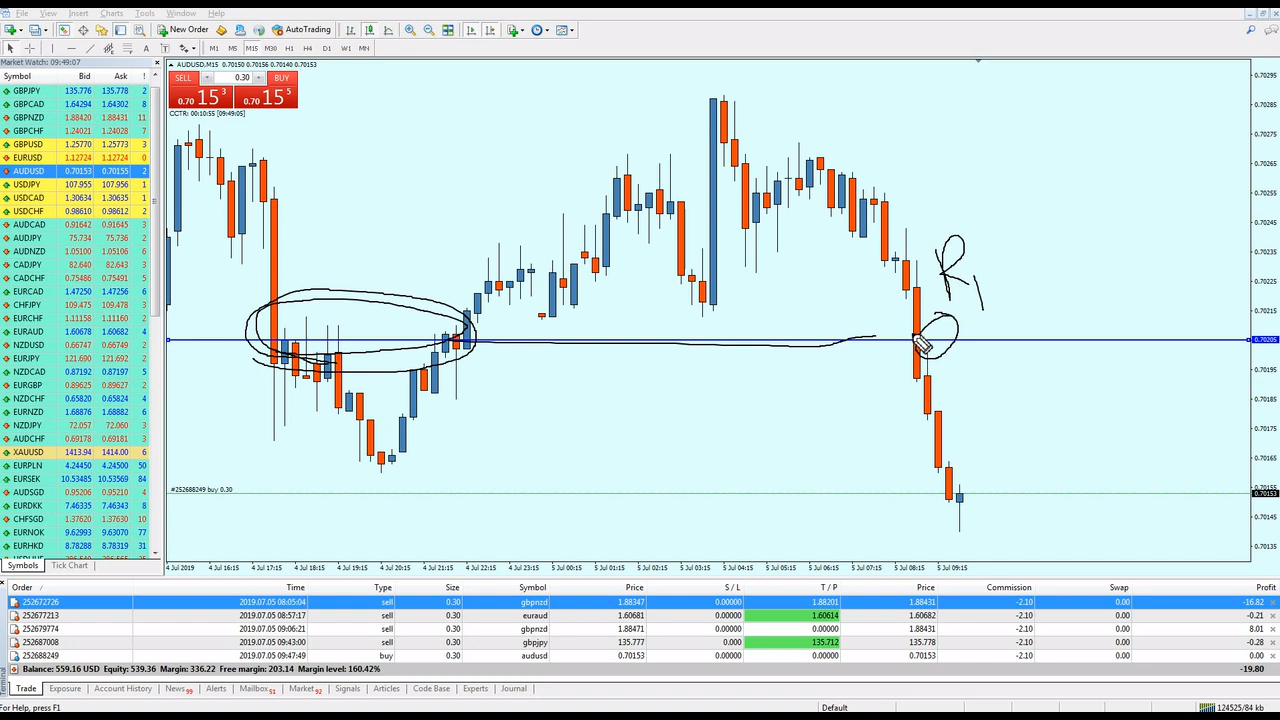 File View Insert Charts Tools Window Help
New Order AutoTrading
A T M1 M5 M15 M30 H1 H4 D1 W1 MN
Market Watch: 09:49:07
Symbol Bid Ask !
GBPJPY 135.776 135.778 2
GBPCAD 1.64294 1.64302 8
GBPNZD 1.88420 1.88431 11
GBPCHF 1.24021 1.24028 7
GBPUSD 1.25770 1.25773 3
EURUSD 1.12724 1.12724 0
AUDUSD 0.70153 0.70155 2
USDJPY 107.955 107.956 1
USDCAD 1.30634 1.30635 1
USDCHF 0.98610 0.98612 2
AUDCAD 0.91642 0.91645 3
AUDJPY 75.734 75.736 2
AUDNZD 1.05100 1.05106 6
CADJPY 82.640 82.643 3
CADCHF 0.75486 0.75491 5
EURCAD 1.47250 1.47256 6
CHFJPY 109.475 109.478 3
EURCHF 1.11158 1.11160 2
EURAUD 1.60678 1.60682 4
NZDUSD 0.66747 0.66749 2
EURJPY 121.690 121.692 2
NZDCAD 0.87192 0.87197 5
EURGBP 0.89625 0.89627 2
NZDCHF 0.65820 0.65824 4
EURNZD 1.68876 1.68882 6
NZDJPY 72.057 72.060 3
AUDCHF 0.69178 0.69181 3
XAUUSD 1413.94 1414.00 6
EURPLN 4.24450 4.24500 50
EURSEK 10.53485 10.53569 84
AUDSGD 0.95206 0.95210 4
EURDKK 7.46335 7.46343 8
CHFSGD 1.37620 1.37630 10
EURNOK 9.62993 9.63070 77
EURHKD 8.78288 8.78319 31
Symbols Tick Chart
AUDUSD,M15 0.70150 0.70156 0.70140 0.70153
SELL 0.30 BUY
0.70 15 3 0.70 15 5
CCTR: 00:10:55 [09:49:05]
R1
#252688249 buy 0.30
0.70295
0.70285
0.70275
0.70265
0.70255
0.70245
0.70235
0.70225
0.70215
0.70205
0.70195
0.70185
0.70175
0.70165
0.70155
0.70153
0.70145
0.70135
4 Jul 2019 4 Jul 16:15 4 Jul 17:15 4 Jul 18:15 4 Jul 19:15 4 Jul 20:15 4 Jul 21:15 4 Jul 22:15 4 Jul 23:15 5 Jul 00:15 5 Jul 01:15 5 Jul 02:15 5 Jul 03:15 5 Jul 04:15 5 Jul 05:15 5 Jul 06:15 5 Jul 07:15 5 Jul 08:15 5 Jul 09:15
Order / Time Type Size Symbol Price S / L T / P Price Commission Swap Profit
252672726 2019.07.05 08:05:04 sell 0.30 gbpnzd 1.88347 0.00000 1.88201 1.88431 -2.10 0.00 -16.82
252677213 2019.07.05 08:57:17 sell 0.30 euraud 1.60681 0.00000 1.60614 1.60682 -2.10 0.00 -0.21
252679774 2019.07.05 09:06:21 sell 0.30 gbpnzd 1.88471 0.00000 0.00000 1.88431 -2.10 0.00 8.01
252687008 2019.07.05 09:43:00 sell 0.30 gbpjpy 135.777 0.000 135.712 135.778 -2.10 0.00 -0.28
252688249 2019.07.05 09:47:49 buy 0.30 audusd 0.70153 0.00000 0.00000 0.70153 -2.10 0.00 0.00
Balance: 559.16 USD Equity: 539.36 Margin: 336.22 Free margin: 203.14 Margin level: 160.42% -19.80
Terminal
Trade Exposure Account History News 99 Alerts Mailbox 51 Market 92 Signals Articles Code Base Experts Journal
For Help, press F1 Default 124525/84 kb